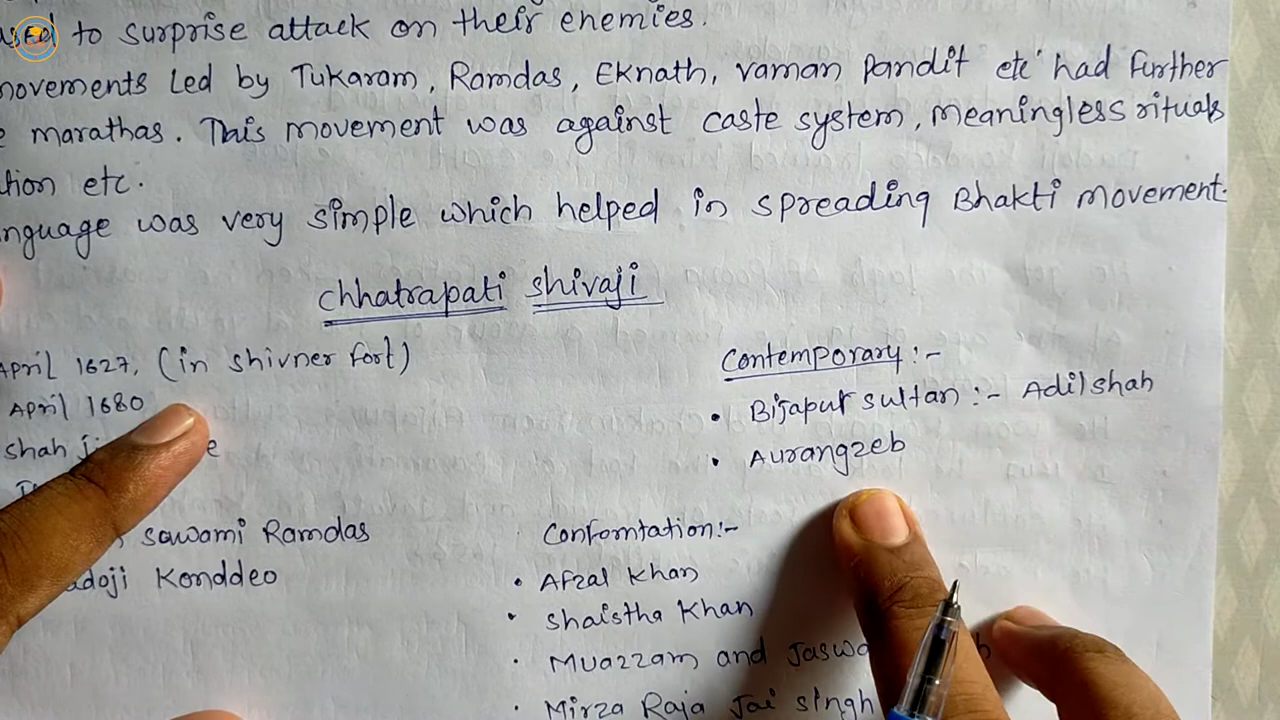 to surprise attack on their enemies.
movements Led by Tukaram, Ramdas, Eknath, vaman Pandit etc had further
marathas. This movement was against caste system, meaningless rituals
etc.
was very simple which helped in spreading Bhakti movement.
chhatrapati shivaji
April 1627, (in shivner fort)
April 1680
shah
sawami Ramdas
Konddeo
Contemporary :-
• Bijapur sultan :- Adilshah
• Aurangzeb
Conforntation :-
• Afzal Khan
• Shaistha Khan
• Muazzam and
• Mirza Raja Jai singh